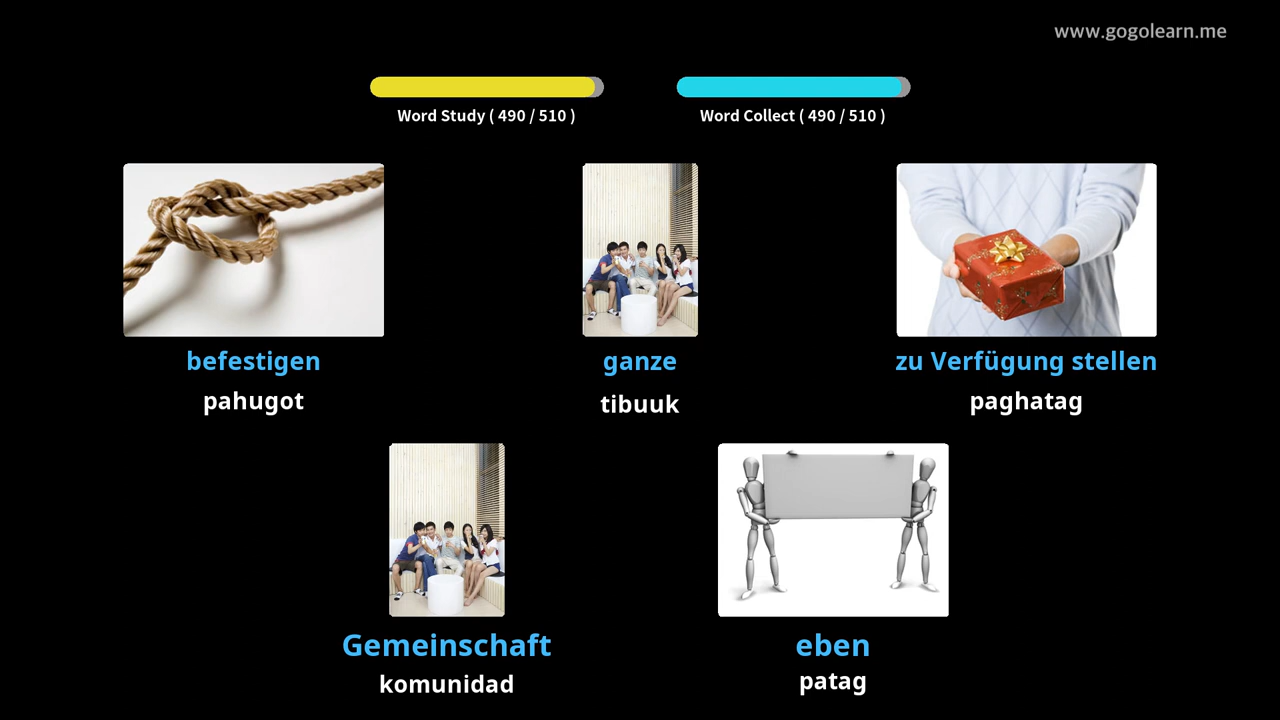 www.gogolearn.me
Word Study ( 490 / 510 )
Word Collect ( 490 / 510 )
befestigen
pahugot
ganze
tibuuk
zu Verfügung stellen
paghatag
Gemeinschaft
komunidad
eben
patag